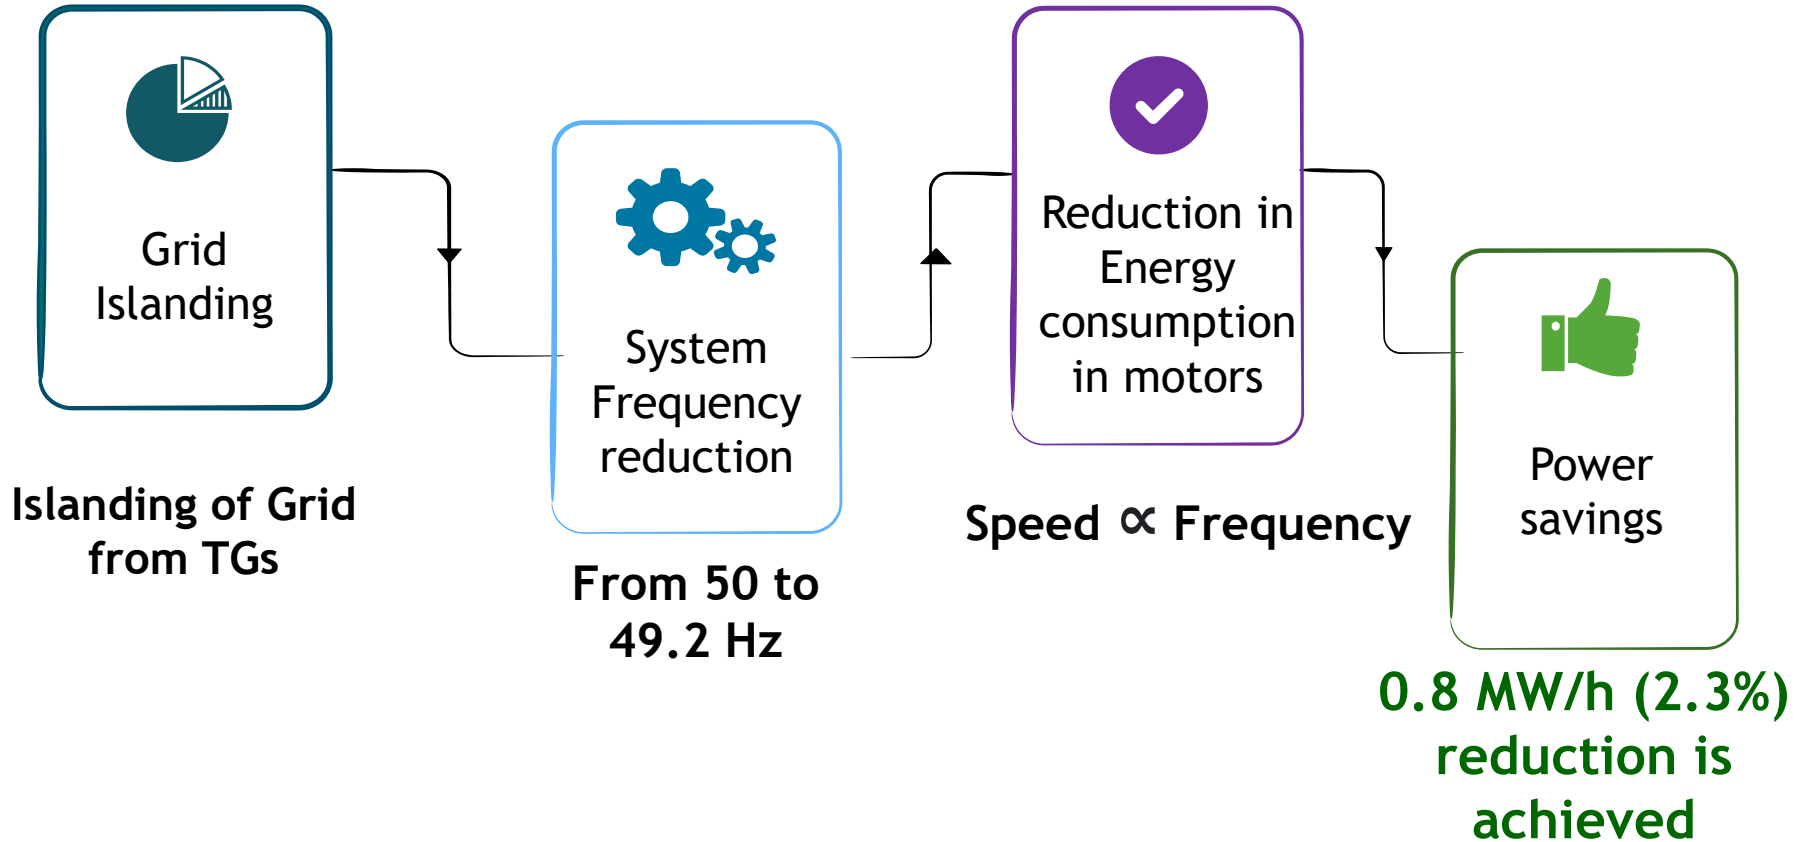 Grid
Islanding
Islanding of Grid
from TGs
System
Frequency
reduction
From 50 to
49.2 Hz
Reduction in
Energy
consumption
in motors
Speed ∝ Frequency
Power
savings
0.8 MW/h (2.3%)
reduction is
achieved